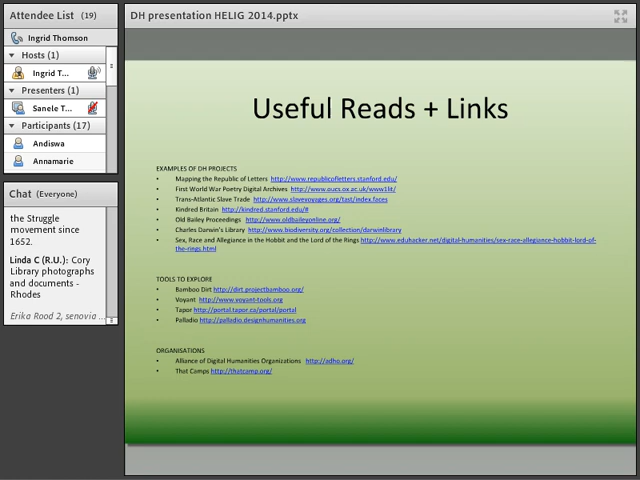 Attendee List (19)
Ingrid Thomson
Hosts (1)
Ingrid T...
Presenters (1)
Sanele T...
Participants (17)
Andiswa
Annamarie
Chat (Everyone)
the Struggle
movement since
1652.
Linda C (R.U.): Cory
Library photographs
and documents -
Rhodes
Erika Rood 2, senovia ...
DH presentation HELIG 2014.pptx
Useful Reads + Links
EXAMPLES OF DH PROJECTS
• Mapping the Republic of Letters http://www.republicofletters.stanford.edu/
• First World War Poetry Digital Archives http://www.oucs.ox.ac.uk/www1lit/
• Trans-Atlantic Slave Trade http://www.slavevoyages.org/tast/index.faces
• Kindred Britain http://kindred.stanford.edu/#
• Old Bailey Proceedings http://www.oldbaileyonline.org/
• Charles Darwin's Library http://www.biodiversity.org/collection/darwinlibrary
• Sex, Race and Allegiance in the Hobbit and the Lord of the Rings http://www.eduhacker.net/digital-humanities/sex-race-allegiance-hobbit-lord-of-
the-rings.html
TOOLS TO EXPLORE
• Bamboo Dirt http://dirt.projectbamboo.org/
• Voyant http://www.voyant-tools.org
• Tapor http://portal.tapor.ca/portal/portal
• Palladio http://palladio.designhumanities.org
ORGANISATIONS
• Alliance of Digital Humanities Organizations http://adho.org/
• That Camps http://thatcamp.org/